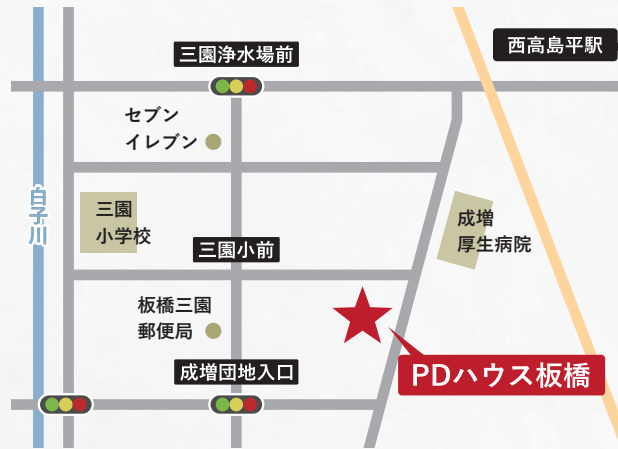 西高島平駅
三園浄水場前
セブン
イレブン
白子川
三園
小学校
成増
厚生病院
三園小前
板橋三園
郵便局
成増団地入口
PDハウス板橋